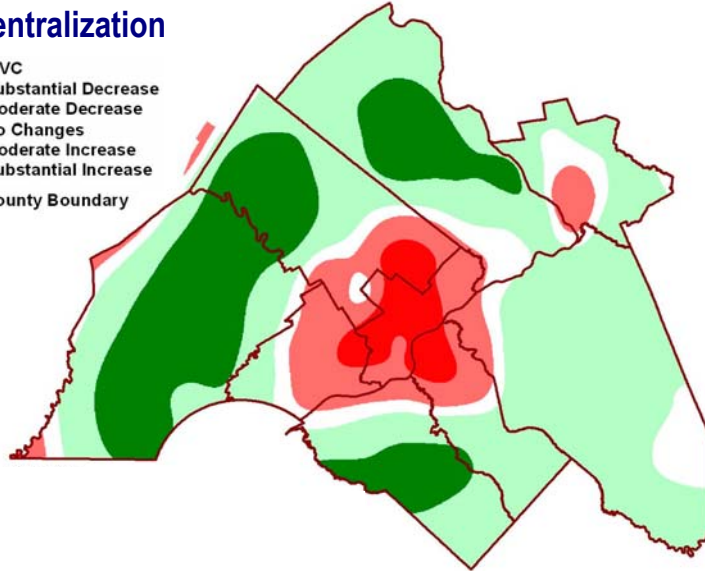 entralization
VC
ubstantial Decrease
oderate Decrease
o Changes
oderate Increase
ubstantial Increase
ounty Boundary